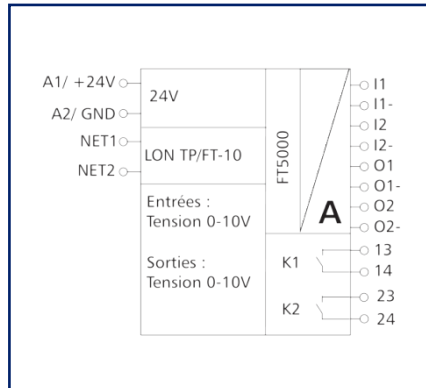 A1/ +24V
A2/ GND
NET1
NET2
24V
LON TP/FT-10
Entrées :
Tension 0-10V
Sorties :
Tension 0-10V
FT5000
A
K1
K2
I1
I1-
I2
I2-
O1
O1-
O2
O2-
13
14
23
24